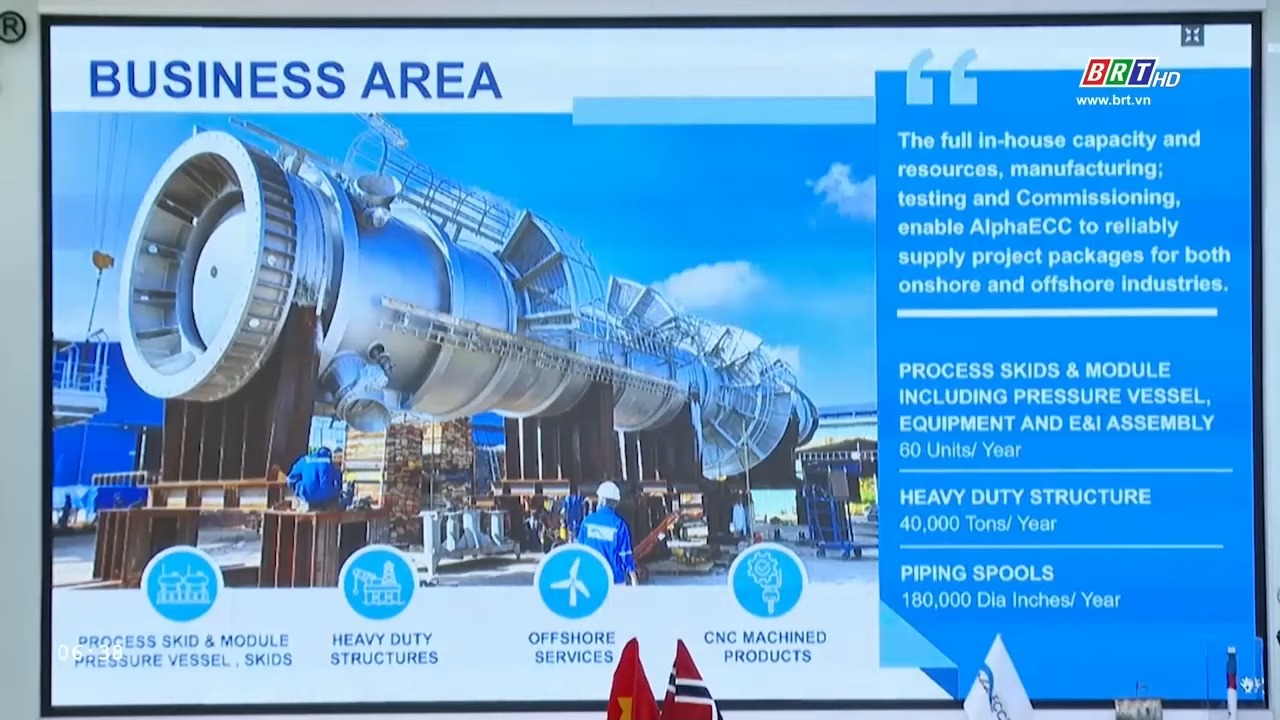 ®
BUSINESS AREA
BRT HD
www.brt.vn
The full in-house capacity and
resources, manufacturing;
testing and Commissioning,
enable AlphaECC to reliably
supply project packages for both
onshore and offshore industries.
PROCESS SKIDS & MODULE
INCLUDING PRESSURE VESSEL,
EQUIPMENT AND E&I ASSEMBLY
60 Units/ Year
HEAVY DUTY STRUCTURE
40,000 Tons/ Year
PIPING SPOOLS
180,000 Dia Inches/ Year
PROCESS SKID & MODULE
PRESSURE VESSEL , SKIDS
HEAVY DUTY
STRUCTURES
OFFSHORE
SERVICES
CNC MACHINED
PRODUCTS
06:38